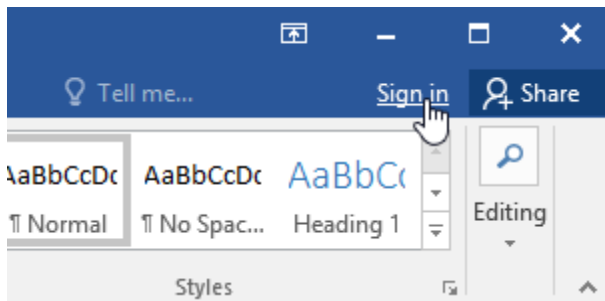 Tell me...
Sign in
Share
AaBbCcDc AaBbCcDc AaBbCc
¶ Normal ¶ No Spac... Heading 1
Editing
Styles